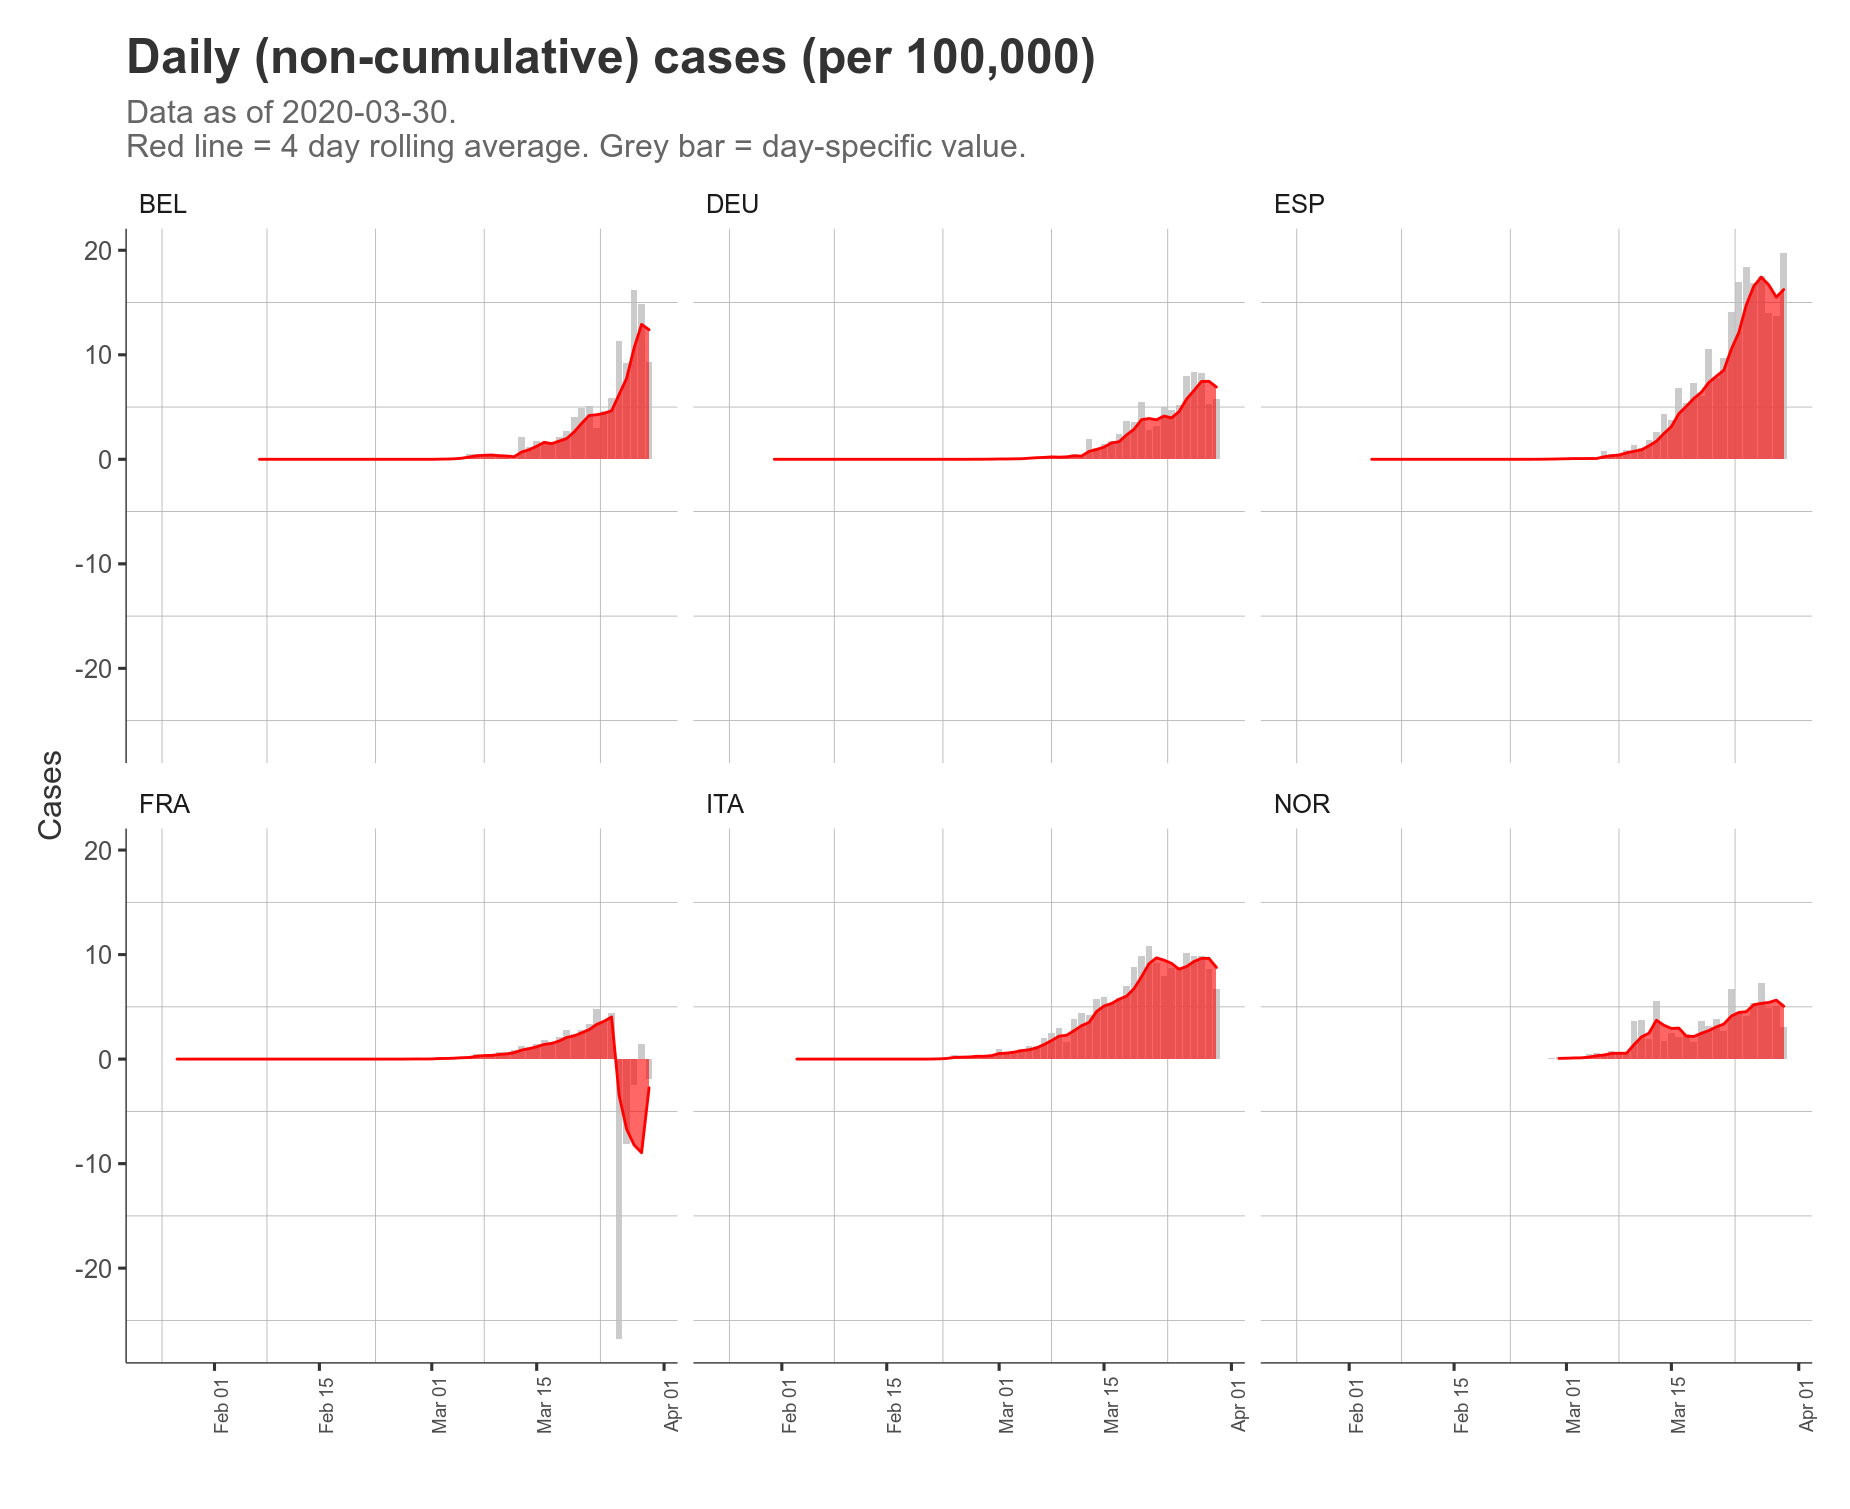 Daily (non-cumulative) cases (per 100,000)
Data as of 2020-03-30.
Red line = 4 day rolling average. Grey bar = day-specific value.
BEL
DEU
ESP
20
10
0
-10
-20
Cases
FRA
ITA
NOR
20
10
0
-10
-20
Feb 01
Feb 15
Mar 01
Mar 15
Apr 01
Feb 01
Feb 15
Mar 01
Mar 15
Apr 01
Feb 01
Feb 15
Mar 01
Mar 15
Apr 01